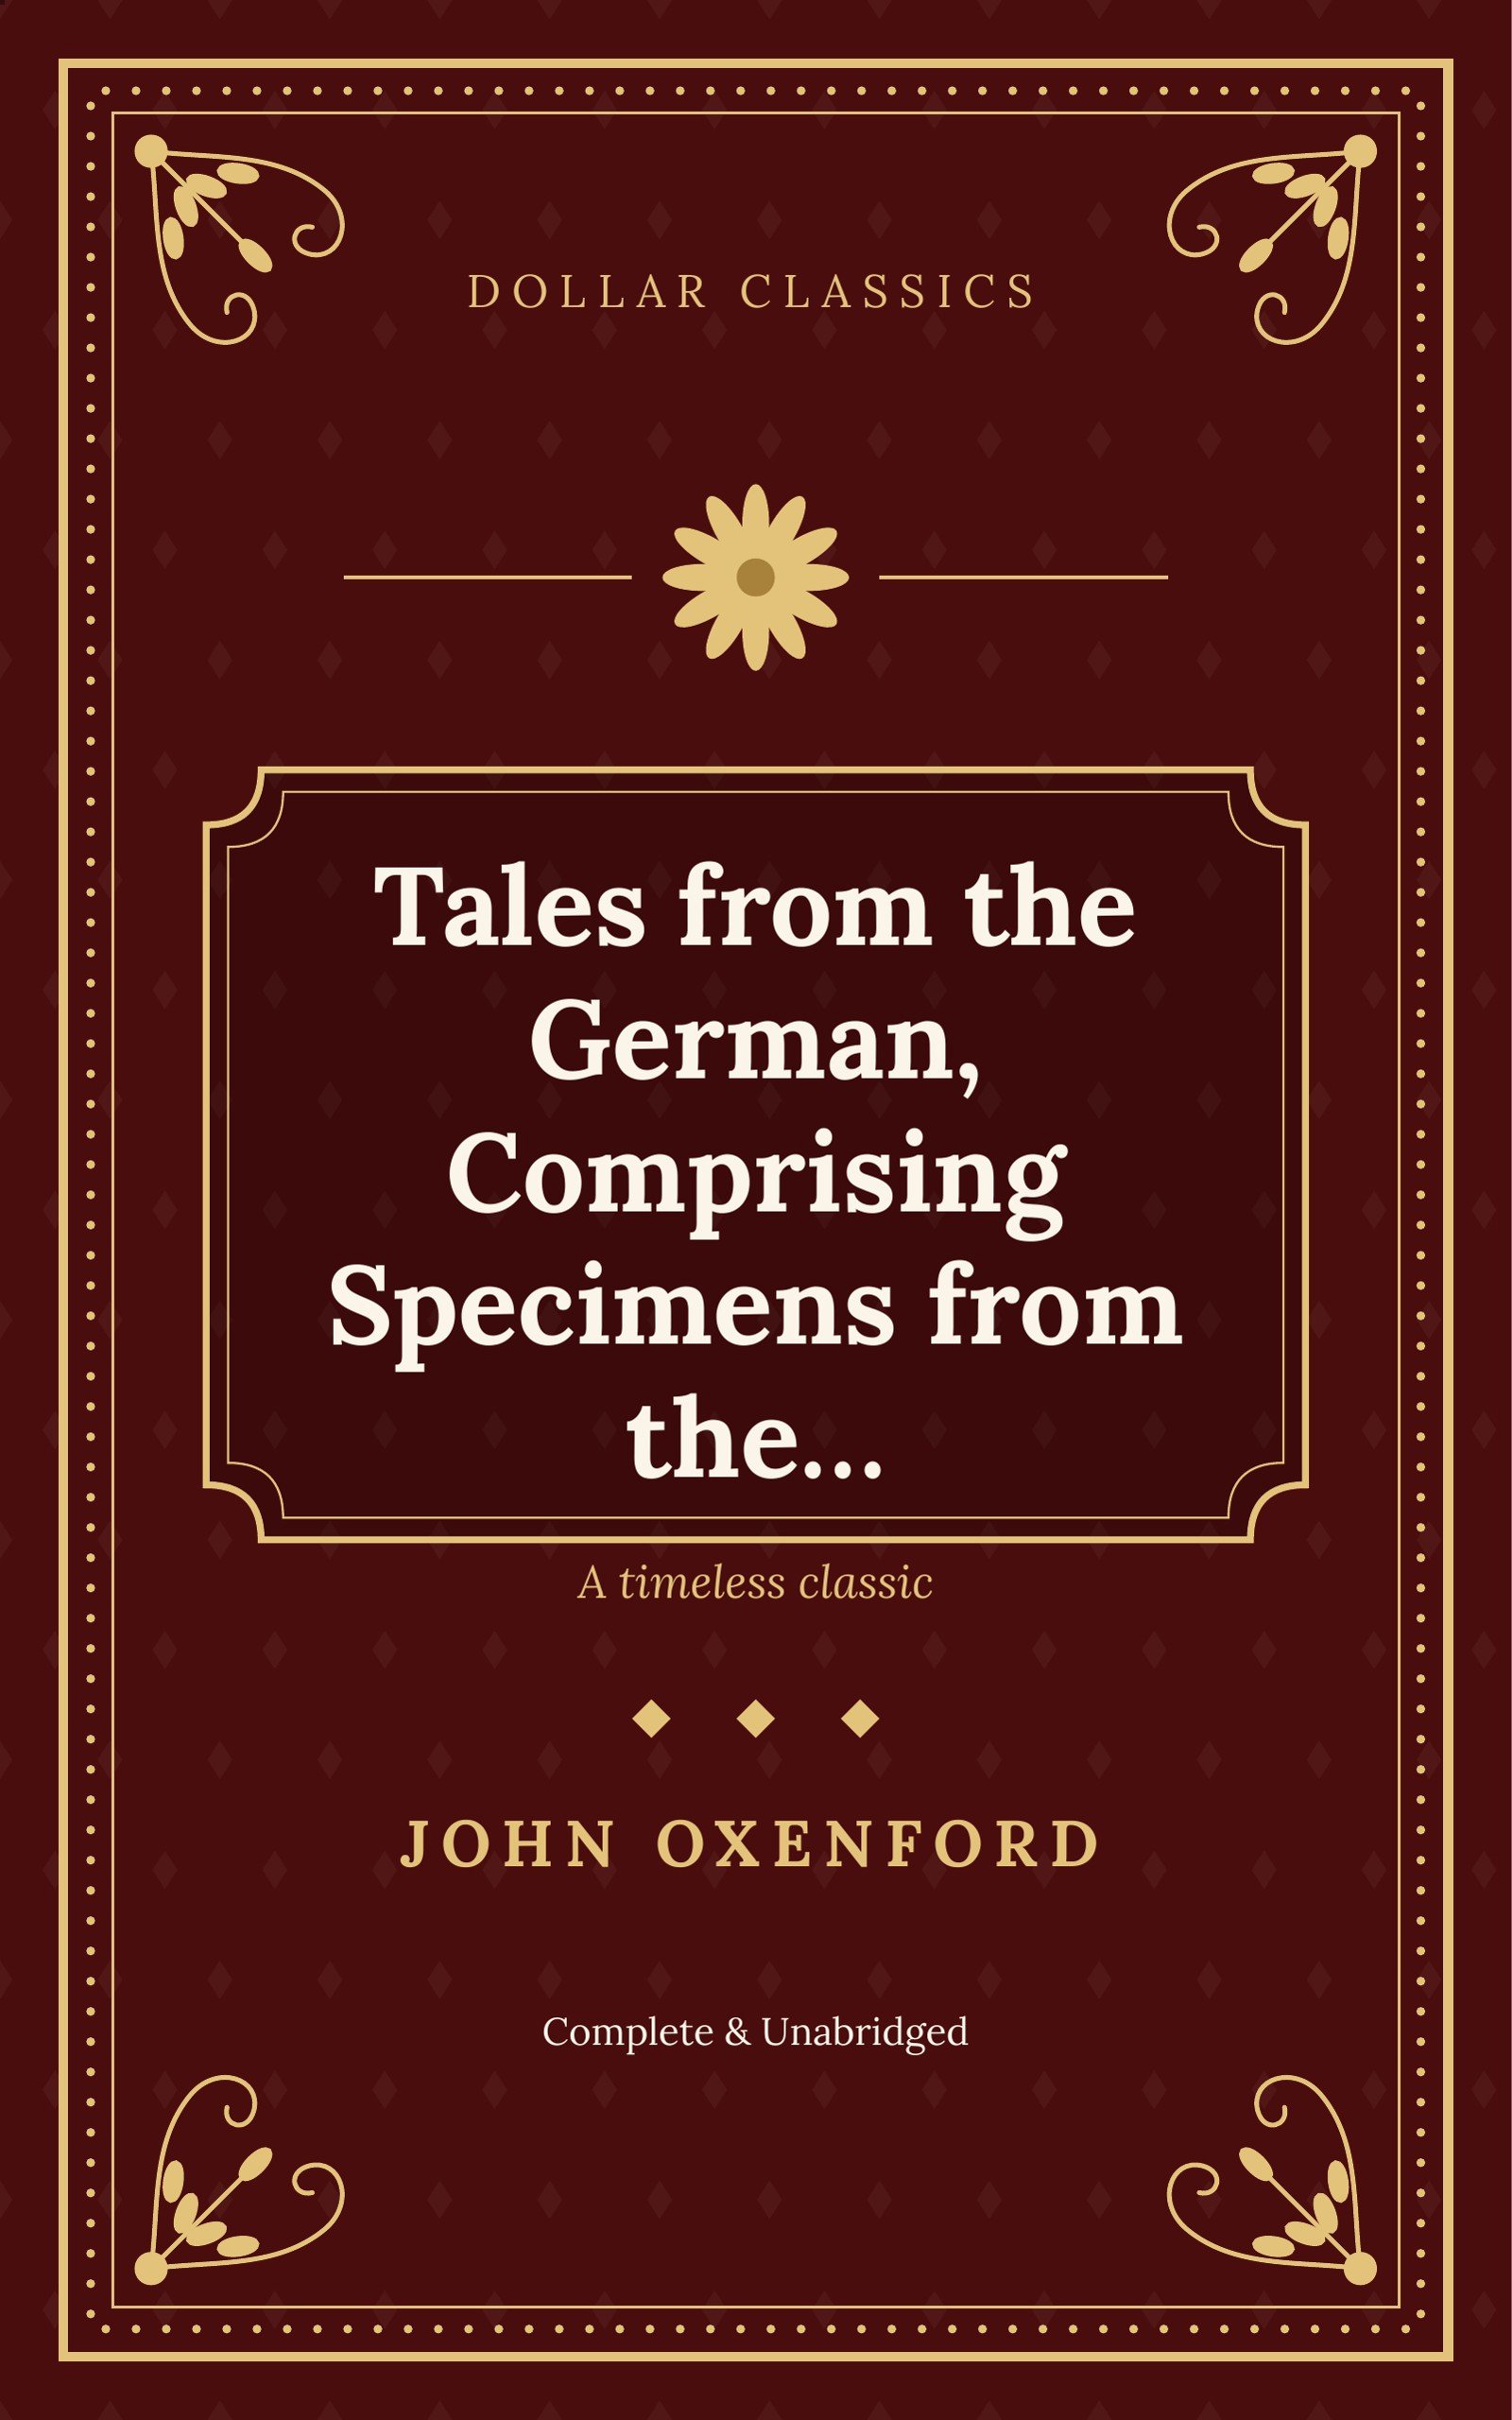 DOLLAR CLASSICS
Tales from the
German,
Comprising
Specimens from
the...
A timeless classic
JOHN OXENFORD
Complete & Unabridged